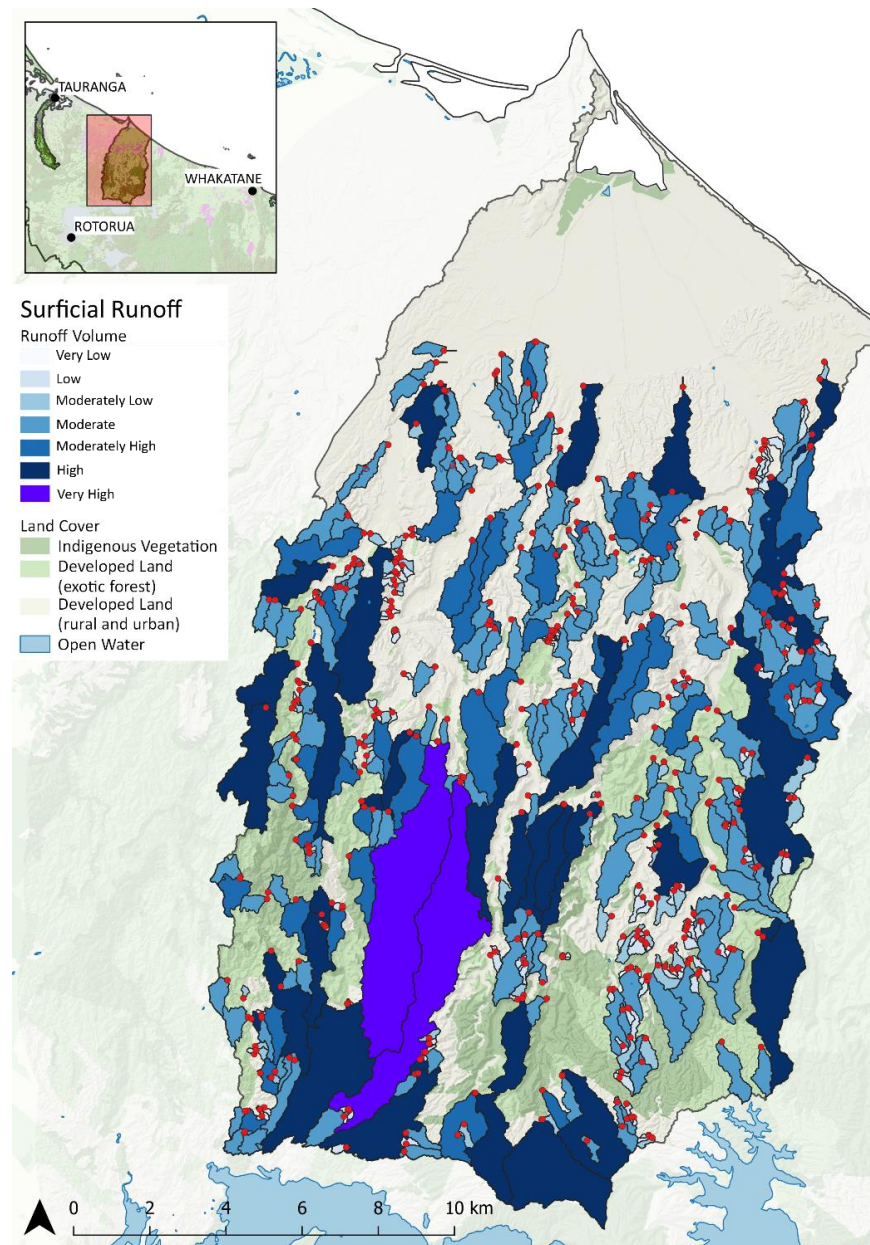 TAURANGA
WHAKATANE
ROTORUA
Surficial Runoff
Runoff Volume
Very Low
Low
Moderately Low
Moderate
Moderately High
High
Very High
Land Cover
Indigenous Vegetation
Developed Land
(exotic forest)
Developed Land
(rural and urban)
Open Water
0 2 4 6 8 10 km